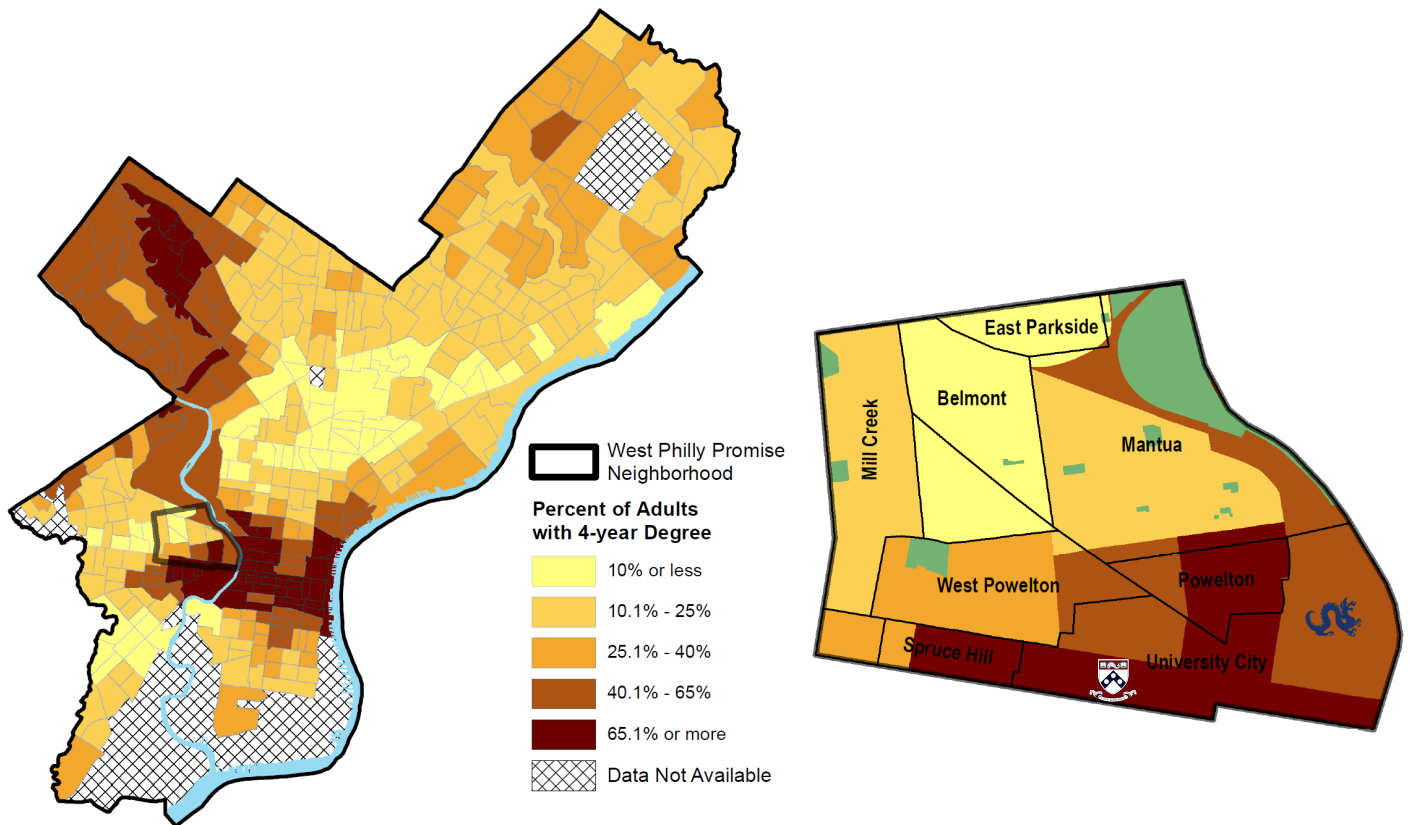 West Philly Promise
Neighborhood
Percent of Adults
with 4-year Degree
10% or less
10.1% - 25%
25.1% - 40%
40.1% - 65%
65.1% or more
Data Not Available
East Parkside
Belmont
Mill Creek
Mantua
West Powelton
Powelton
Spruce Hill
University City